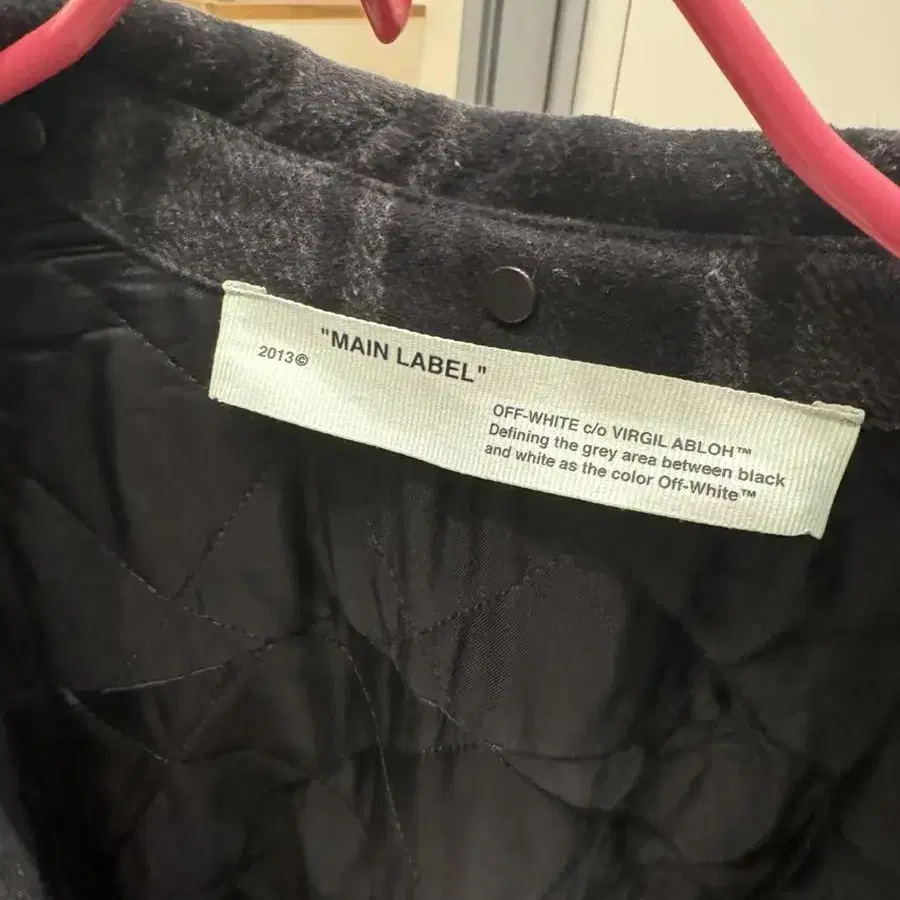 "MAIN LABEL"
2013©
OFF-WHITE c/o VIRGIL ABLOH™
Defining the grey area between black
and white as the color Off-White™